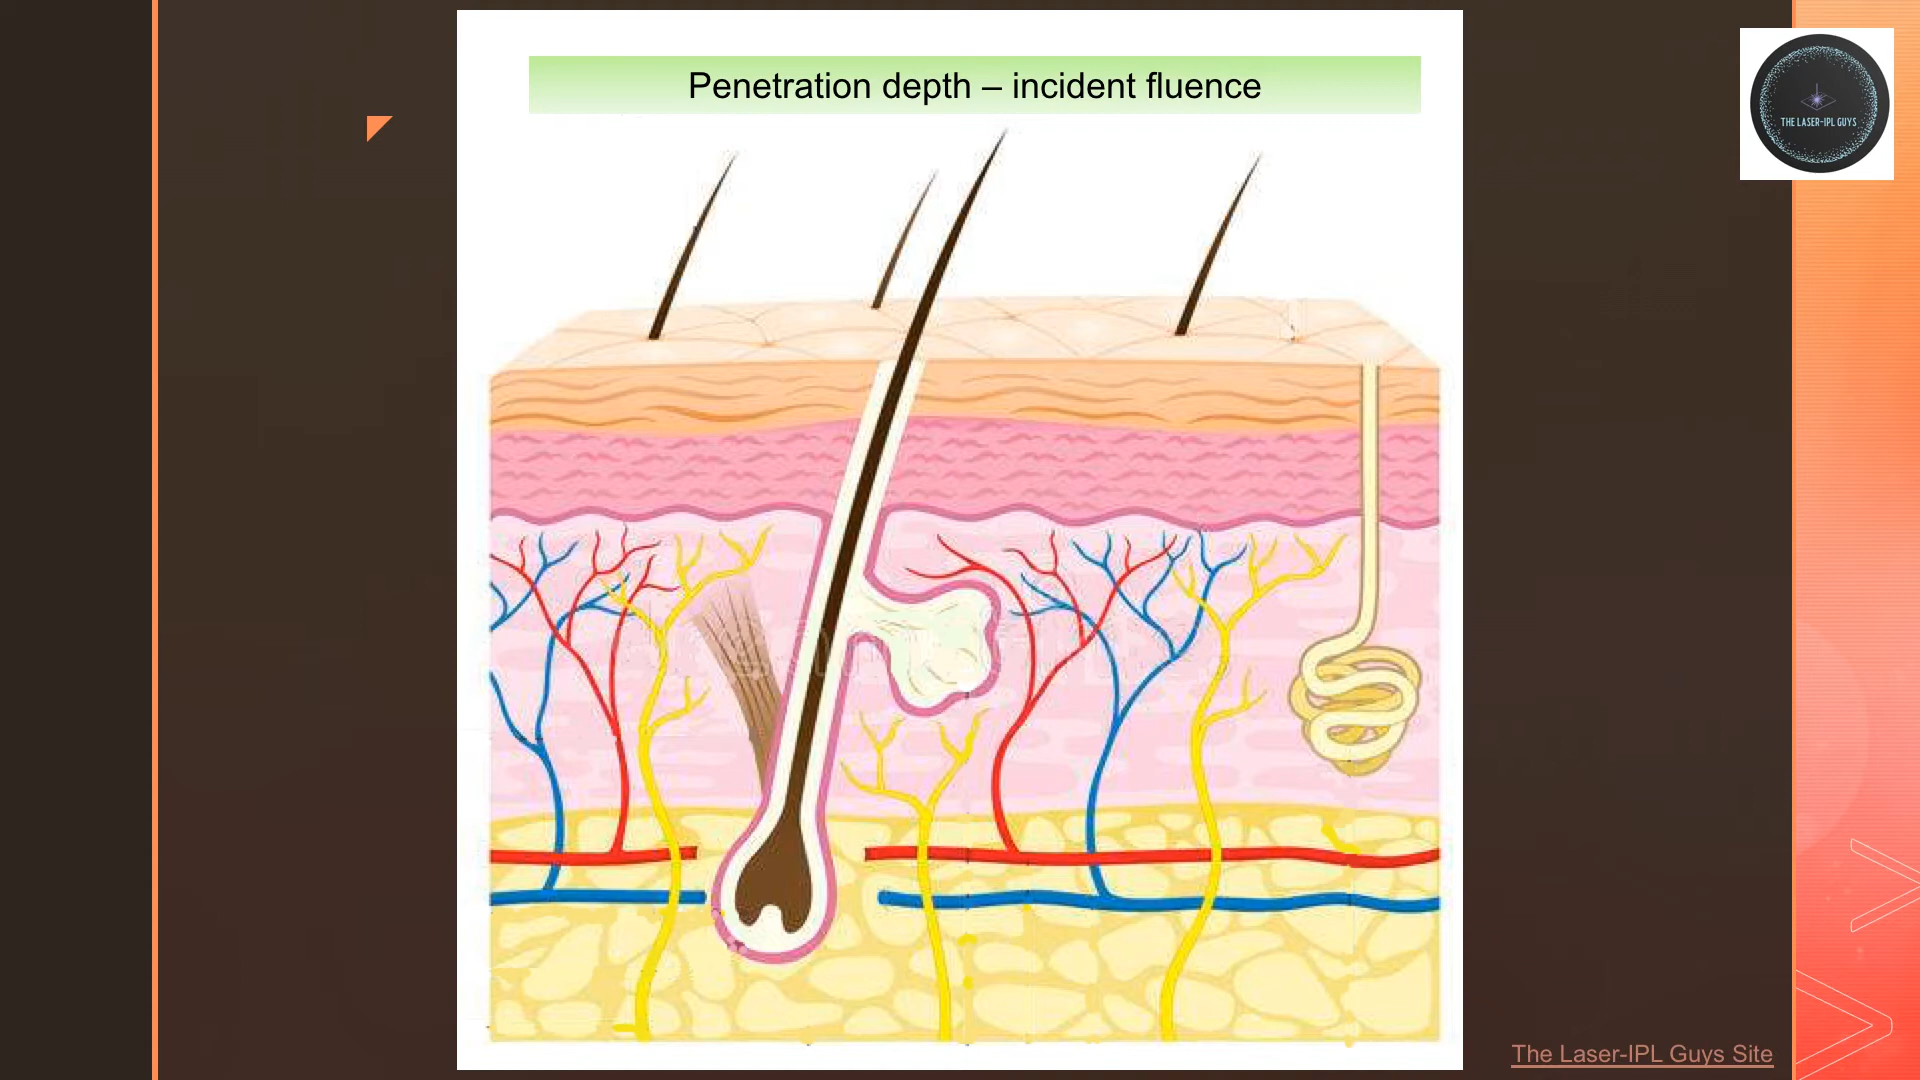 Penetration depth – incident fluence
THE LASER-IPL GUYS
The Laser-IPL Guys Site